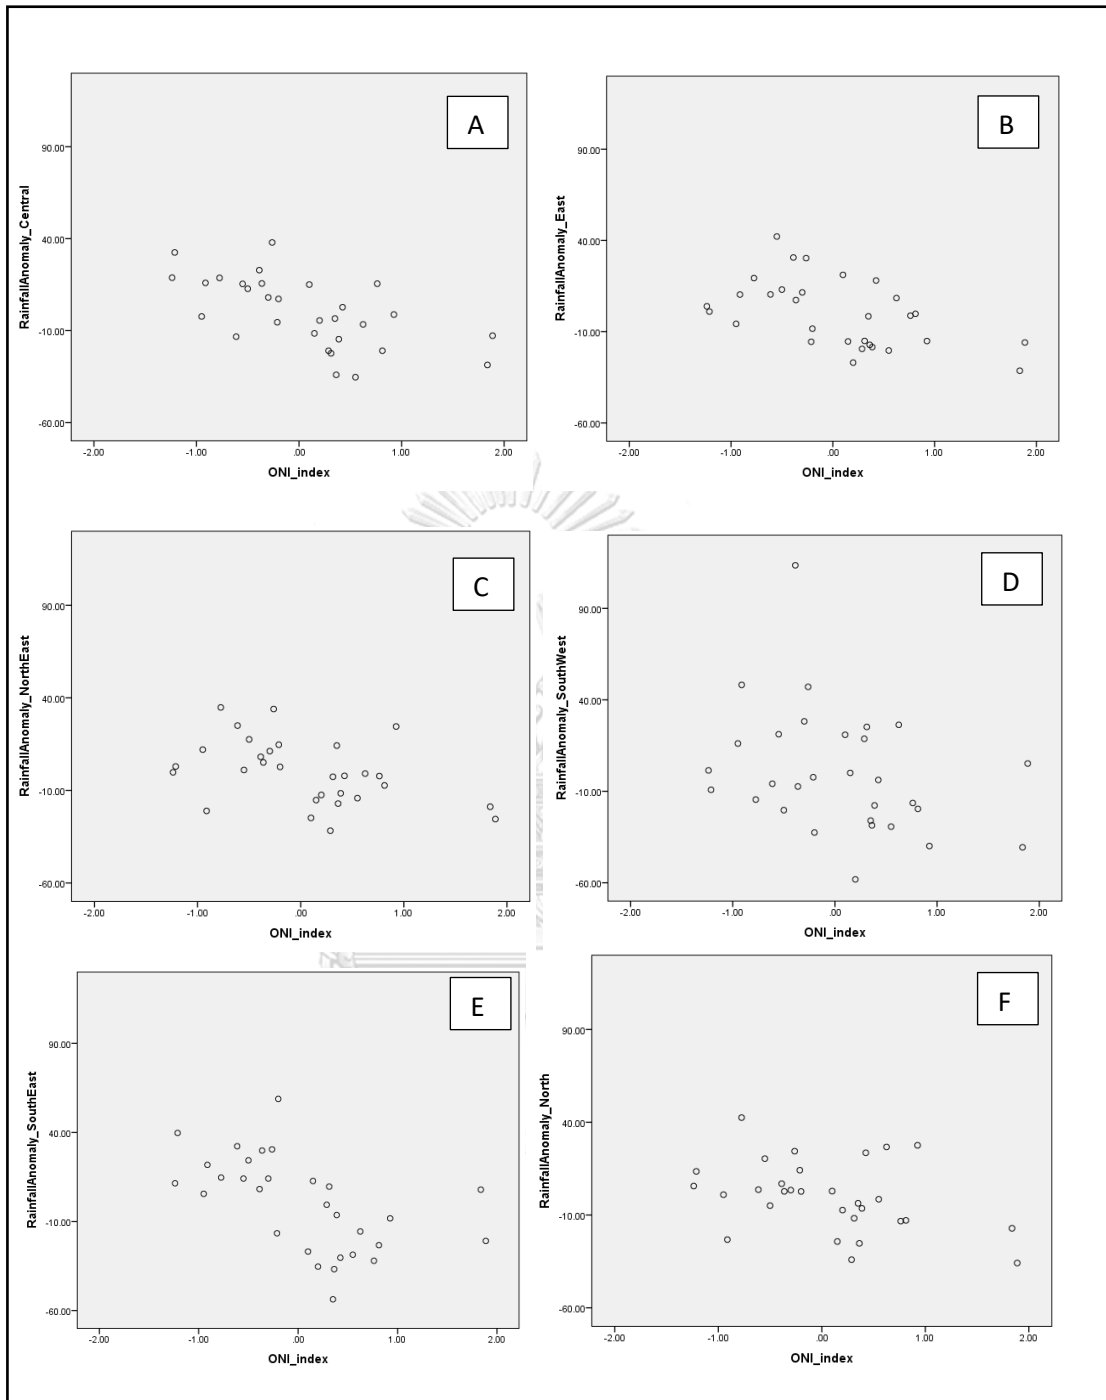 A
RainfallAnomaly_Central
90.00
40.00
-10.00
-60.00
-2.00 -1.00 .00 1.00 2.00
ONI_index
B
RainfallAnomaly_East
90.00
40.00
-10.00
-60.00
-2.00 -1.00 .00 1.00 2.00
ONI_index
C
RainfallAnomaly_NorthEast
90.00
40.00
-10.00
-60.00
-2.00 -1.00 .00 1.00 2.00
ONI_index
D
RainfallAnomaly_SouthWest
90.00
40.00
-10.00
-60.00
-2.00 -1.00 .00 1.00 2.00
ONI_index
E
RainfallAnomaly_SouthEast
90.00
40.00
-10.00
-60.00
-2.00 -1.00 .00 1.00 2.00
ONI_index
F
RainfallAnomaly_North
90.00
40.00
-10.00
-60.00
-2.00 -1.00 .00 1.00 2.00
ONI_index